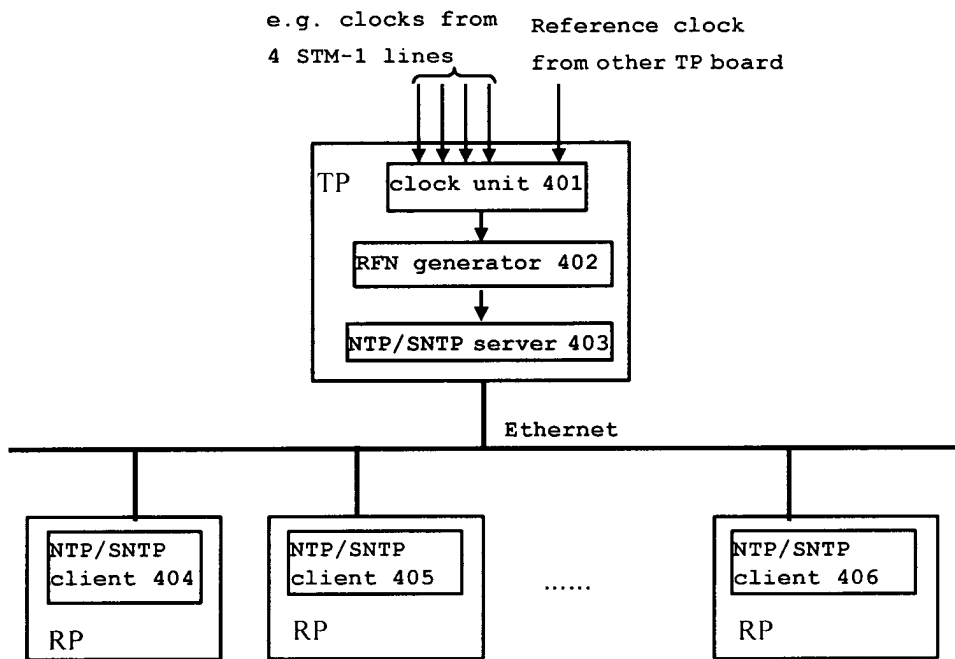 e.g. clocks from
4 STM-1 lines
Reference clock
from other TP board
TP
clock unit 401
RFN generator 402
NTP/SNTP server 403
Ethernet
NTP/SNTP
client 404
RP
NTP/SNTP
client 405
RP
......
NTP/SNTP
client 406
RP